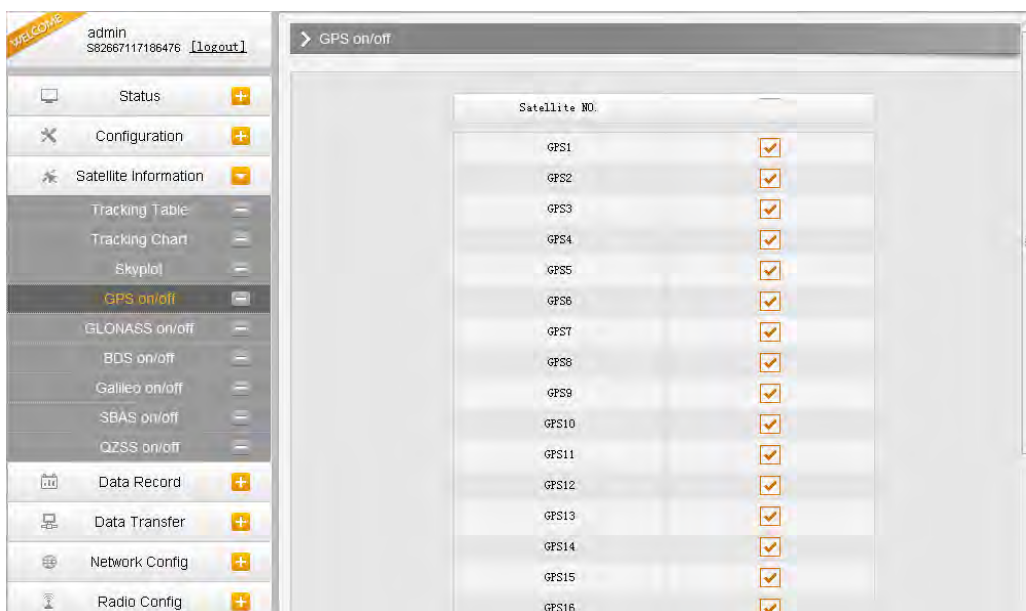 WELCOME
admin
S82667117186476 [logout]
Status
Configuration
Satellite Information
Tracking Table
Tracking Chart
Skyplot
GPS on/off
GLONASS on/off
BDS on/off
Galileo on/off
SBAS on/off
QZSS on/off
Data Record
Data Transfer
Network Config
Radio Config
GPS on/off
Satellite NO.
GPS1
GPS2
GPS3
GPS4
GPS5
GPS6
GPS7
GPS8
GPS9
GPS10
GPS11
GPS12
GPS13
GPS14
GPS15
GPS16